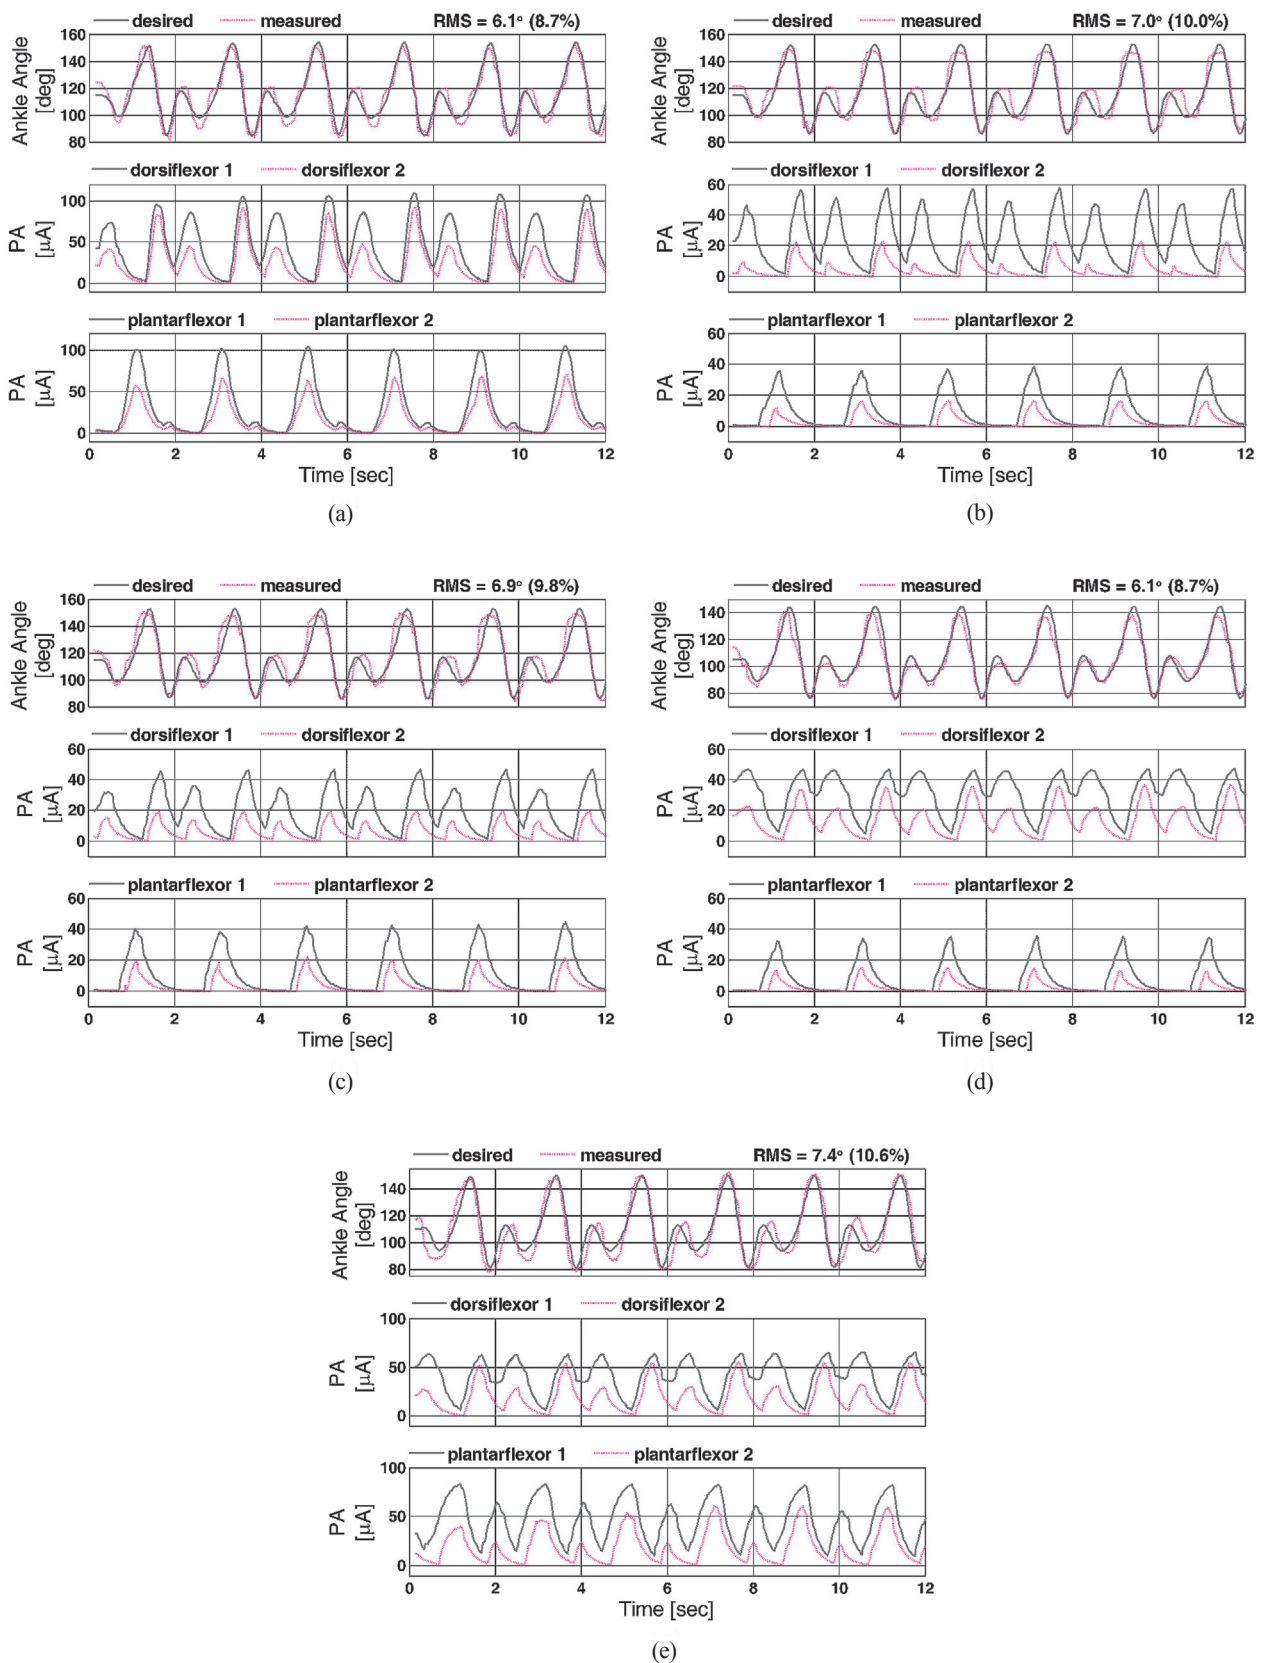 desired measured RMS = 6.1° (8.7%)
Ankle Angle
[deg]
160
140
120
100
80
dorsiflexor 1 dorsiflexor 2
PA
[µA]
100
50
0
plantarflexor 1 plantarflexor 2
PA
[µA]
100
50
0
0 2 4 6 8 10 12
Time [sec]
(a)
desired measured RMS = 7.0° (10.0%)
Ankle Angle
[deg]
160
140
120
100
80
dorsiflexor 1 dorsiflexor 2
PA
[µA]
60
40
20
0
plantarflexor 1 plantarflexor 2
PA
[µA]
60
40
20
0
0 2 4 6 8 10 12
Time [sec]
(b)
desired measured RMS = 6.9° (9.8%)
Ankle Angle
[deg]
160
140
120
100
80
dorsiflexor 1 dorsiflexor 2
PA
[µA]
60
40
20
0
plantarflexor 1 plantarflexor 2
PA
[µA]
60
40
20
0
0 2 4 6 8 10 12
Time [sec]
(c)
desired measured RMS = 6.1° (8.7%)
Ankle Angle
[deg]
140
120
100
80
dorsiflexor 1 dorsiflexor 2
PA
[µA]
60
40
20
0
plantarflexor 1 plantarflexor 2
PA
[µA]
60
40
20
0
0 2 4 6 8 10 12
Time [sec]
(d)
desired measured RMS = 7.4° (10.6%)
Ankle Angle
[deg]
140
120
100
80
dorsiflexor 1 dorsiflexor 2
PA
[µA]
100
50
0
plantarflexor 1 plantarflexor 2
PA
[µA]
100
50
0
0 2 4 6 8 10 12
Time [sec]
(e)